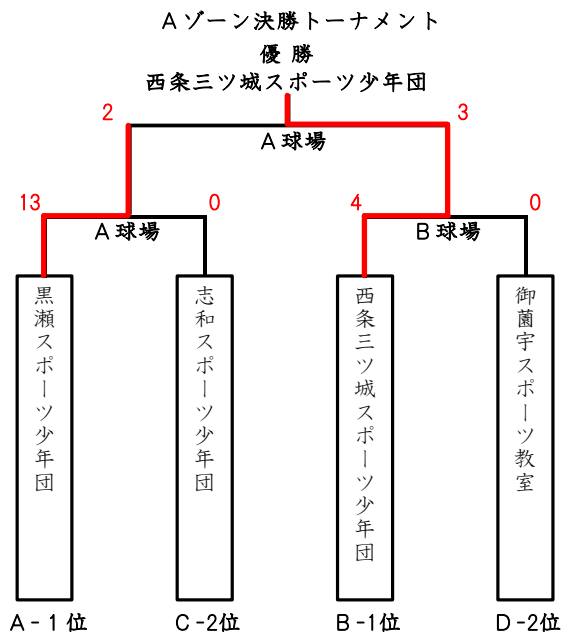 Aゾーン決勝トーナメント
優 勝
西条三ツ城スポーツ少年団
2
3
A球場
13
0
4
0
A球場
B球場
黒瀬スポーツ少年団
志和スポーツ少年団
西条三ツ城スポーツ少年団
御薗宇スポーツ教室
A-1位
C-2位
B-1位
D-2位